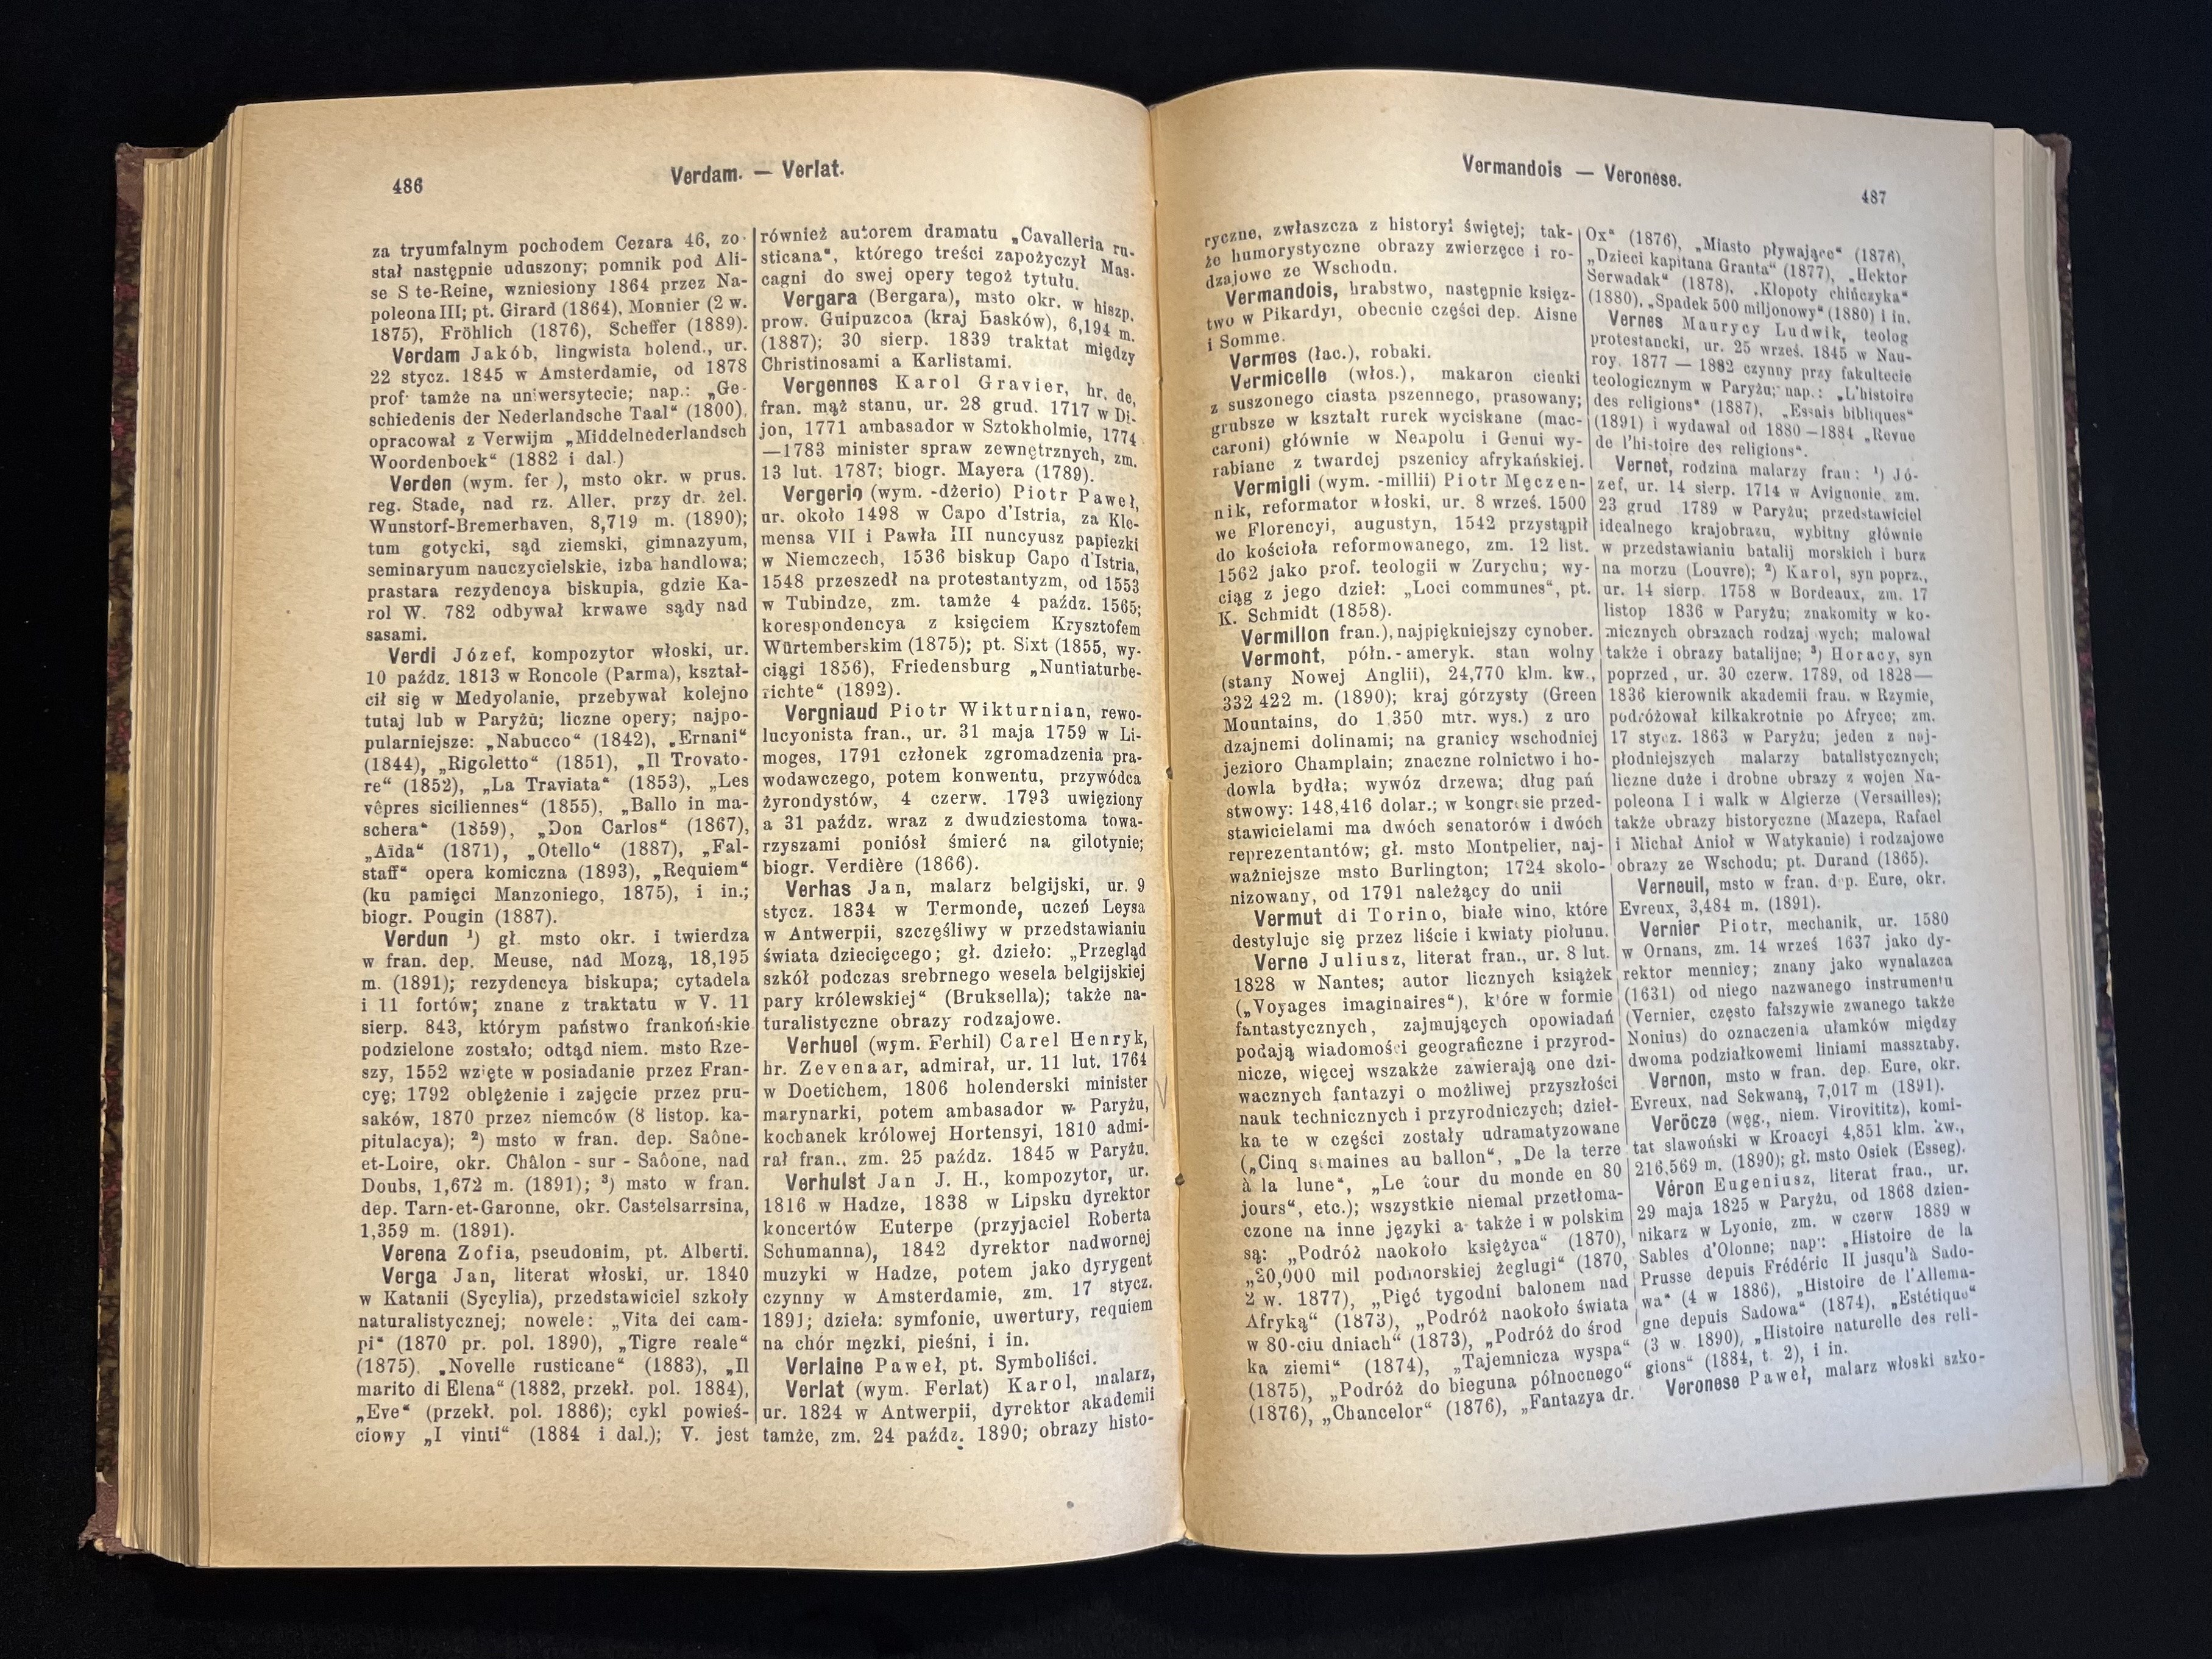 486
Verdam. — Verlat.
za tryumfalnym pochodem Cezara 46, zo-
stał następnie uduszony; pomnik pod Ali-
se S te-Reine, wzniesiony 1864 przez Na-
poleona III; pt. Girard (1864), Monnier (2 w.
1875), Fröhlich (1876), Scheffer (1889).
Verdam Jakób, lingwista holend., ur.
22 stycz. 1845 w Amsterdamie, od 1878
prof. tamże na uniwersytecie; nap.: „Ge-
schiedenis der Nederlandsche Taal“ (1800),
opracował z Verwijm „Middelnederlandsch
Woordenboek“ (1882 i dal.)
Verden (wym. fer ), msto okr. w prus.
reg. Stade, nad rz. Aller, przy dr. żel.
Wunstorf-Bremerhaven, 8,719 m. (1890);
tum gotycki, sąd ziemski, gimnazyum,
seminaryum nauczycielskie, izba handlowa;
prastara rezydencya biskupia, gdzie Ka-
rol W. 782 odbywał krwawe sądy nad
sasami.
Verdi Józef, kompozytor włoski, ur.
10 paźdz. 1813 w Roncole (Parma), kształ-
cił się w Medyolanie, przebywał kolejno
tutaj lub w Paryżu; liczne opery; najpo-
pularniejsze: „Nabucco“ (1842), „Ernani“
(1844), „Rigoletto“ (1851), „Il Trovato-
re“ (1852), „La Traviata“ (1853), „Les
vêpres siciliennes“ (1855), „Ballo in ma-
schera“ (1859), „Don Carlos“ (1867),
„Aïda“ (1871), „Otello“ (1887), „Fal-
staff“ opera komiczna (1893), „Requiem“
(ku pamięci Manzoniego, 1875), i in.;
biogr. Pougin (1887).
Verdun ¹) gł. msto okr. i twierdza
w fran. dep. Meuse, nad Mozą, 18,195
m. (1891); rezydencya biskupa; cytadela
i 11 fortów; znane z traktatu w V. 11
sierp. 843, którym państwo frankońskie
podzielone zostało; odtąd niem. msto Rze-
szy, 1552 wzięte w posiadanie przez Fran-
cyę; 1792 oblężenie i zajęcie przez pru-
saków, 1870 przez niemców (8 listop. ka-
pitulacya); ²) msto w fran. dep. Saône-
et-Loire, okr. Châlon - sur - Saôone, nad
Doubs, 1,672 m. (1891); ³) msto w fran.
dep. Tarn-et-Garonne, okr. Castelsarrsina,
1,359 m. (1891).
Verena Zofia, pseudonim, pt. Alberti.
Verga Jan, literat włoski, ur. 1840
w Katanii (Sycylia), przedstawiciel szkoły
naturalistycznej; nowele: „Vita dei cam-
pi“ (1870 pr. pol. 1890), „Tigre reale“
(1875), „Novelle rusticane“ (1883), „Il
marito di Elena“ (1882, przekł. pol. 1884),
„Eve“ (przekł. pol. 1886); cykl powieś-
ciowy „I vinti“ (1884 i dal.); V. jest
również autorem dramatu „Cavalleria ru-
sticana“, którego treści zapożyczył Mas-
cagni do swej opery tegoż tytułu.
Vergara (Bergara), msto okr. w hiszp.
prow. Guipuzcoa (kraj Basków), 6,194 m.
(1887); 30 sierp. 1839 traktat między
Christinosami a Karlistami.
Vergennes Karol Gravier, hr. de,
fran. mąż stanu, ur. 28 grud. 1717 w Di-
jon, 1771 ambasador w Sztokholmie, 1774
—1783 minister spraw zewnętrznych, zm.
13 lut. 1787; biogr. Mayera (1789).
Vergerio (wym. -dżerio) Piotr Paweł,
ur. około 1498 w Capo d'Istria, za Kle-
mensa VII i Pawła III nuncyusz papiezki
w Niemczech, 1536 biskup Capo d'Istria,
1548 przeszedł na protestantyzm, od 1553
w Tubindze, zm. tamże 4 paźdz. 1565;
korespondencya z księciem Krysztofem
Würtemberskim (1875); pt. Sixt (1855, wy-
ciągi 1856), Friedensburg „Nuntiaturbe-
richte“ (1892).
Vergniaud Piotr Wikturnian, rewo-
lucyonista fran., ur. 31 maja 1759 w Li-
moges, 1791 członek zgromadzenia pra-
wodawczego, potem konwentu, przywódca
żyrondystów, 4 czerw. 1793 uwięziony
a 31 paźdz. wraz z dwudziestoma towa-
rzyszami poniósł śmierć na gilotynie;
biogr. Verdière (1866).
Verhas Jan, malarz belgijski, ur. 9
stycz. 1834 w Termonde, uczeń Leysa
w Antwerpii, szczęśliwy w przedstawianiu
świata dziecięcego; gł. dzieło: „Przegląd
szkół podczas srebrnego wesela belgijskiej
pary królewskiej“ (Bruksella); także na-
turalistyczne obrazy rodzajowe.
Verhuel (wym. Ferhil) Carel Henryk,
hr. Zevenaar, admirał, ur. 11 lut. 1764
w Doetichem, 1806 holenderski minister
marynarki, potem ambasador w Paryżu,
kochanek królowej Hortensyi, 1810 admi-
rał fran., zm. 25 paźdz. 1845 w Paryżu.
Verhulst Jan J. H., kompozytor, ur.
1816 w Hadze, 1838 w Lipsku dyrektor
koncertów Euterpe (przyjaciel Roberta
Schumanna), 1842 dyrektor nadwornej
muzyki w Hadze, potem jako dyrygent
czynny w Amsterdamie, zm. 17 stycz.
1891; dzieła: symfonie, uwertury, requiem
na chór męzki, pieśni, i in.
Verlaine Paweł, pt. Symboliści.
Verlat (wym. Ferlat) Karol, malarz,
ur. 1824 w Antwerpii, dyrektor akademii
tamże, zm. 24 paźdz. 1890; obrazy histo-
Vermandois — Veronese.
487
ryczne, zwłaszcza z historyi świętej; tak-
że humorystyczne obrazy zwierzęce i ro-
dzajowe ze Wschodu.
Vermandois, hrabstwo, następnie księz-
two w Pikardyi, obecnie części dep. Aisne
i Somme.
Vermes (łac.), robaki.
Vermicelle (włos.), makaron cienki
z suszonego ciasta pszennego, prasowany;
grubsze w kształt rurek wyciskane (mac-
caroni) głównie w Neapolu i Genui wy-
rabiane z twardej pszenicy afrykańskiej.
Vermigli (wym. -millii) Piotr Męczen-
nik, reformator włoski, ur. 8 wrześ. 1500
we Florencyi, augustyn, 1542 przystąpił
do kościoła reformowanego, zm. 12 list.
1562 jako prof. teologii w Zurychu; wy-
ciąg z jego dzieł: „Loci communes“, pt.
K. Schmidt (1858).
Vermillon fran.), najpiękniejszy cynober.
Vermont, półn.-ameryk. stan wolny
(stany Nowej Anglii), 24,770 klm. kw.,
332 422 m. (1890); kraj górzysty (Green
Mountains, do 1.350 mtr. wys.) z uro
dzajnemi dolinami; na granicy wschodniej
jezioro Champlain; znaczne rolnictwo i ho-
dowla bydła; wywóz drzewa; dług pań
stwowy: 148,416 dolar.; w kongresie przed-
stawicielami ma dwóch senatorów i dwóch
reprezentantów; gł. msto Montpelier, naj-
ważniejsze msto Burlington; 1724 skolo-
nizowany, od 1791 należący do unii
Vermut di Torino, białe wino, które
destyluje się przez liście i kwiaty piołunu.
Verne Juliusz, literat fran., ur. 8 lut.
1828 w Nantes; autor licznych książek
(„Voyages imaginaires“), które w formie
fantastycznych, zajmujących opowiadań
podają wiadomości geograficzne i przyrod-
nicze, więcej wszakże zawierają one dzi-
wacznych fantazyi o możliwej przyszłości
nauk technicznych i przyrodniczych; dzieł-
ka te w części zostały udramatyzowane
(„Cinq semaines au ballon“, „De la terre
à la lune“, „Le tour du monde en 80
jours“, etc.); wszystkie niemal przetłoma-
czone na inne języki a także i w polskim
są: „Podróż naokoło księżyca“ (1870),
„20,000 mil podmorskiej żeglugi“ (1870,
2 w. 1877), „Pięć tygodni balonem nad
Afryką“ (1873), „Podróż naokoło świata
w 80-ciu dniach“ (1873), „Podróż do środ
ka ziemi“ (1874), „Tajemnicza wyspa“
(1875), „Podróż do bieguna północnego“
(1876), „Chancelor“ (1876), „Fantazya dr.
Ox“ (1876), „Miasto pływające“ (1876),
„Dzieci kapitana Granta“ (1877), „Hektor
Serwadak“ (1878), „Kłopoty chińczyka“
(1880), „Spadek 500 miljonowy“ (1880) i in.
Vernes Maurycy Ludwik, teolog
protestancki, ur. 25 wrześ. 1845 w Nau-
roy. 1877 — 1882 czynny przy fakultecie
teologicznym w Paryżu; nap.: „L'histoire
des religions“ (1887), „Essais bibliques“
(1891) i wydawał od 1880—1884 „Revue
de l'histoire des religions“.
Vernet, rodzina malarzy fran: ¹) Jó-
zef, ur. 14 sierp. 1714 w Avignonie, zm.
23 grud 1789 w Paryżu; przedstawiciel
idealnego krajobrazu, wybitny głównie
w przedstawianiu batalij morskich i burz
na morzu (Louvre); ²) Karol, syn poprz.,
ur. 14 sierp. 1758 w Bordeaux, zm. 17
listop 1836 w Paryżu; znakomity w ko-
micznych obrazach rodzaj wych; malował
także i obrazy batalijne; ³) Horacy, syn
poprzed, ur. 30 czerw. 1789, od 1828—
1836 kierownik akademii fran. w Rzymie,
podróżował kilkakrotnie po Afryce; zm.
17 stycz. 1863 w Paryżu; jeden z naj-
płodniejszych malarzy batalistycznych;
liczne duże i drobne obrazy z wojen Na-
poleona I i walk w Algierze (Versailles);
także obrazy historyczne (Mazepa, Rafael
i Michał Anioł w Watykanie) i rodzajowe
obrazy ze Wschodu; pt. Durand (1865).
Verneuil, msto w fran. dep. Eure, okr.
Evreux, 3,484 m. (1891).
Vernier Piotr, mechanik, ur. 1580
w Ornans, zm. 14 wrześ 1637 jako dy-
rektor mennicy; znany jako wynalazca
(1631) od niego nazwanego instrumentu
(Vernier, często fałszywie zwanego także
Nonius) do oznaczenia ułamków między
dwoma podziałkowemi liniami massztaby.
Vernon, msto w fran. dep. Eure, okr.
Evreux, nad Sekwaną, 7,017 m (1891).
Verōcze (węg., niem. Virovititz), komi-
tat slawoński w Kroacyi 4,851 klm. kw.,
216,569 m. (1890); gł. msto Osiek (Esseg).
Véron Eugeniusz, literat fran., ur.
29 maja 1825 w Paryżu, od 1868 dzien-
nikarz w Lyonie, zm. w czerw 1889 w
Sables d'Olonne; nap.: „Histoire de la
Prusse depuis Frédéric II jusqu'à Sado-
wa“ (4 w 1886), „Histoire de l'Allema-
gne depuis Sadowa“ (1874), „Estétique“
(3 w. 1890), „Histoire naturelle des reli-
gions“ (1884, t. 2), i in.
Veronese Paweł, malarz włoski szko-